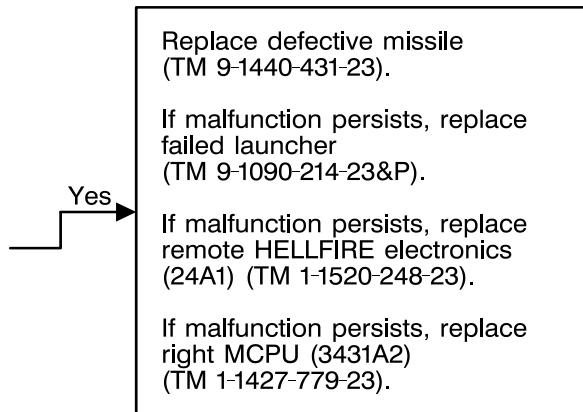 Yes
Replace defective missile
(TM 9-1440-431-23).
If malfunction persists, replace
failed launcher
(TM 9-1090-214-23&P).
If malfunction persists, replace
remote HELLFIRE electronics
(24A1) (TM 1-1520-248-23).
If malfunction persists, replace
right MCPU (3431A2)
(TM 1-1427-779-23).